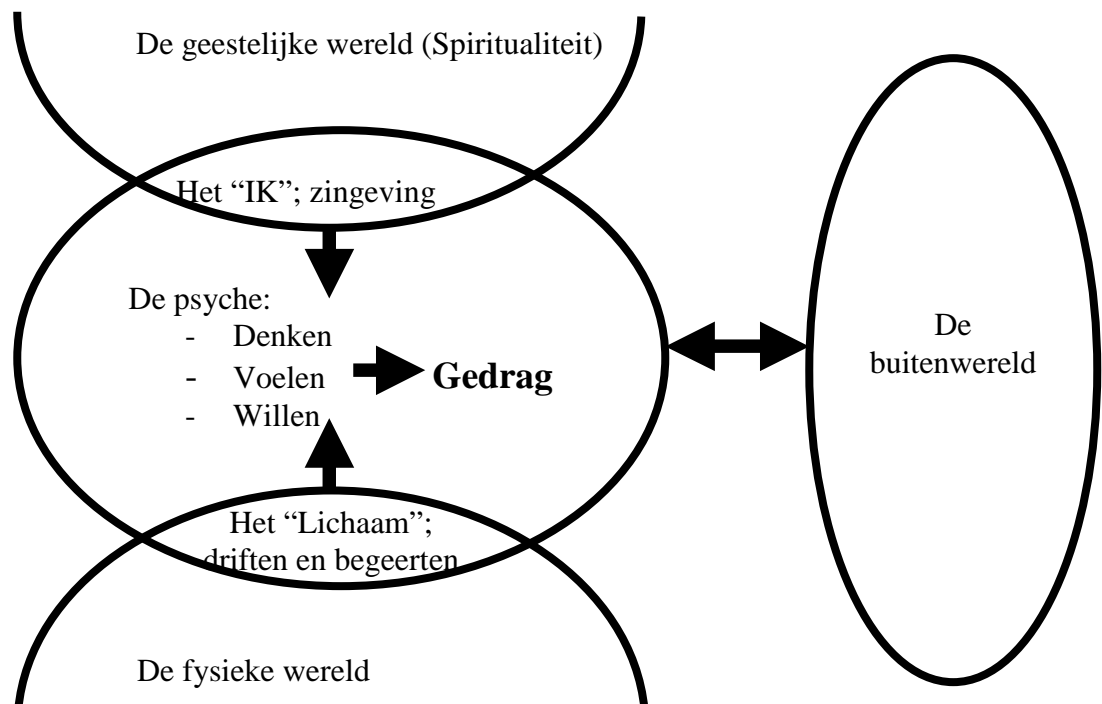 De geestelijke wereld (Spiritualiteit)
Het “IK”; zingeving
De psyche:
- Denken
- Voelen
- Willen
Gedrag
De
buitenwereld
Het “Lichaam”;
driften en begeerten
De fysieke wereld